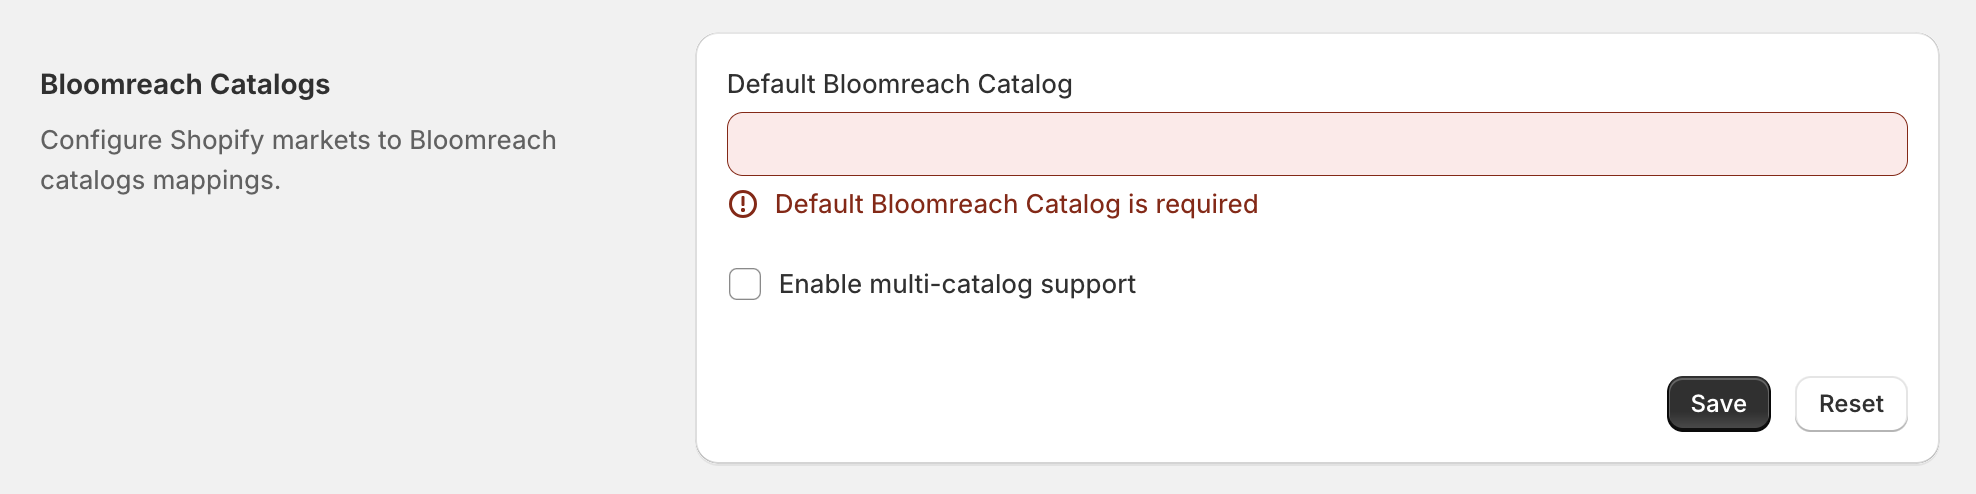 Bloomreach Catalogs
Configure Shopify markets to Bloomreach
catalogs mappings.
Default Bloomreach Catalog
Default Bloomreach Catalog is required
Enable multi-catalog support
Save
Reset